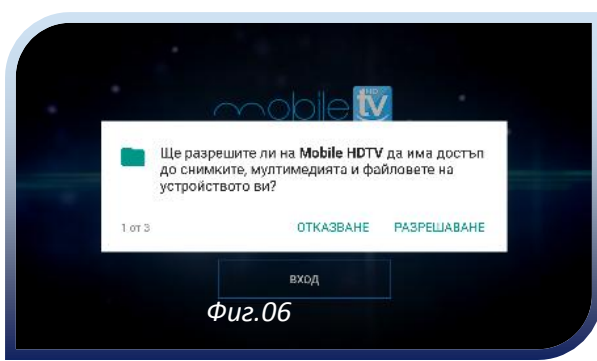 mobile tv HD
Ще разрешите ли на Mobile HDTV да има достъп
до снимките, мултимедията и файловете на
устройството ви?
1 от 3 ОТКАЗВАНЕ РАЗРЕШАВАНЕ
вход
Фиг.06